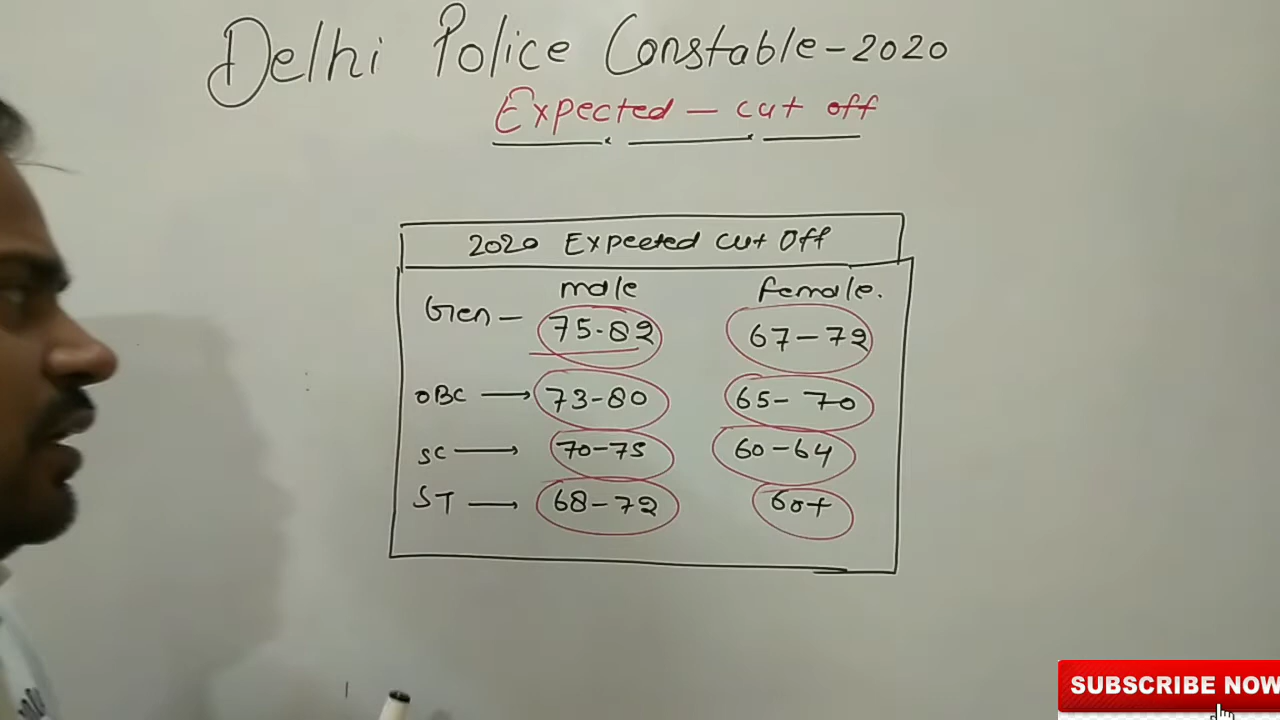 Delhi Police Constable-2020
Expected - cut off
2020 Expected Cut Off
male female.
Gen - 75-82 67-72
OBC → 73-80 65-70
SC → 70-75 60-64
ST → 68-72 60+
SUBSCRIBE NOW